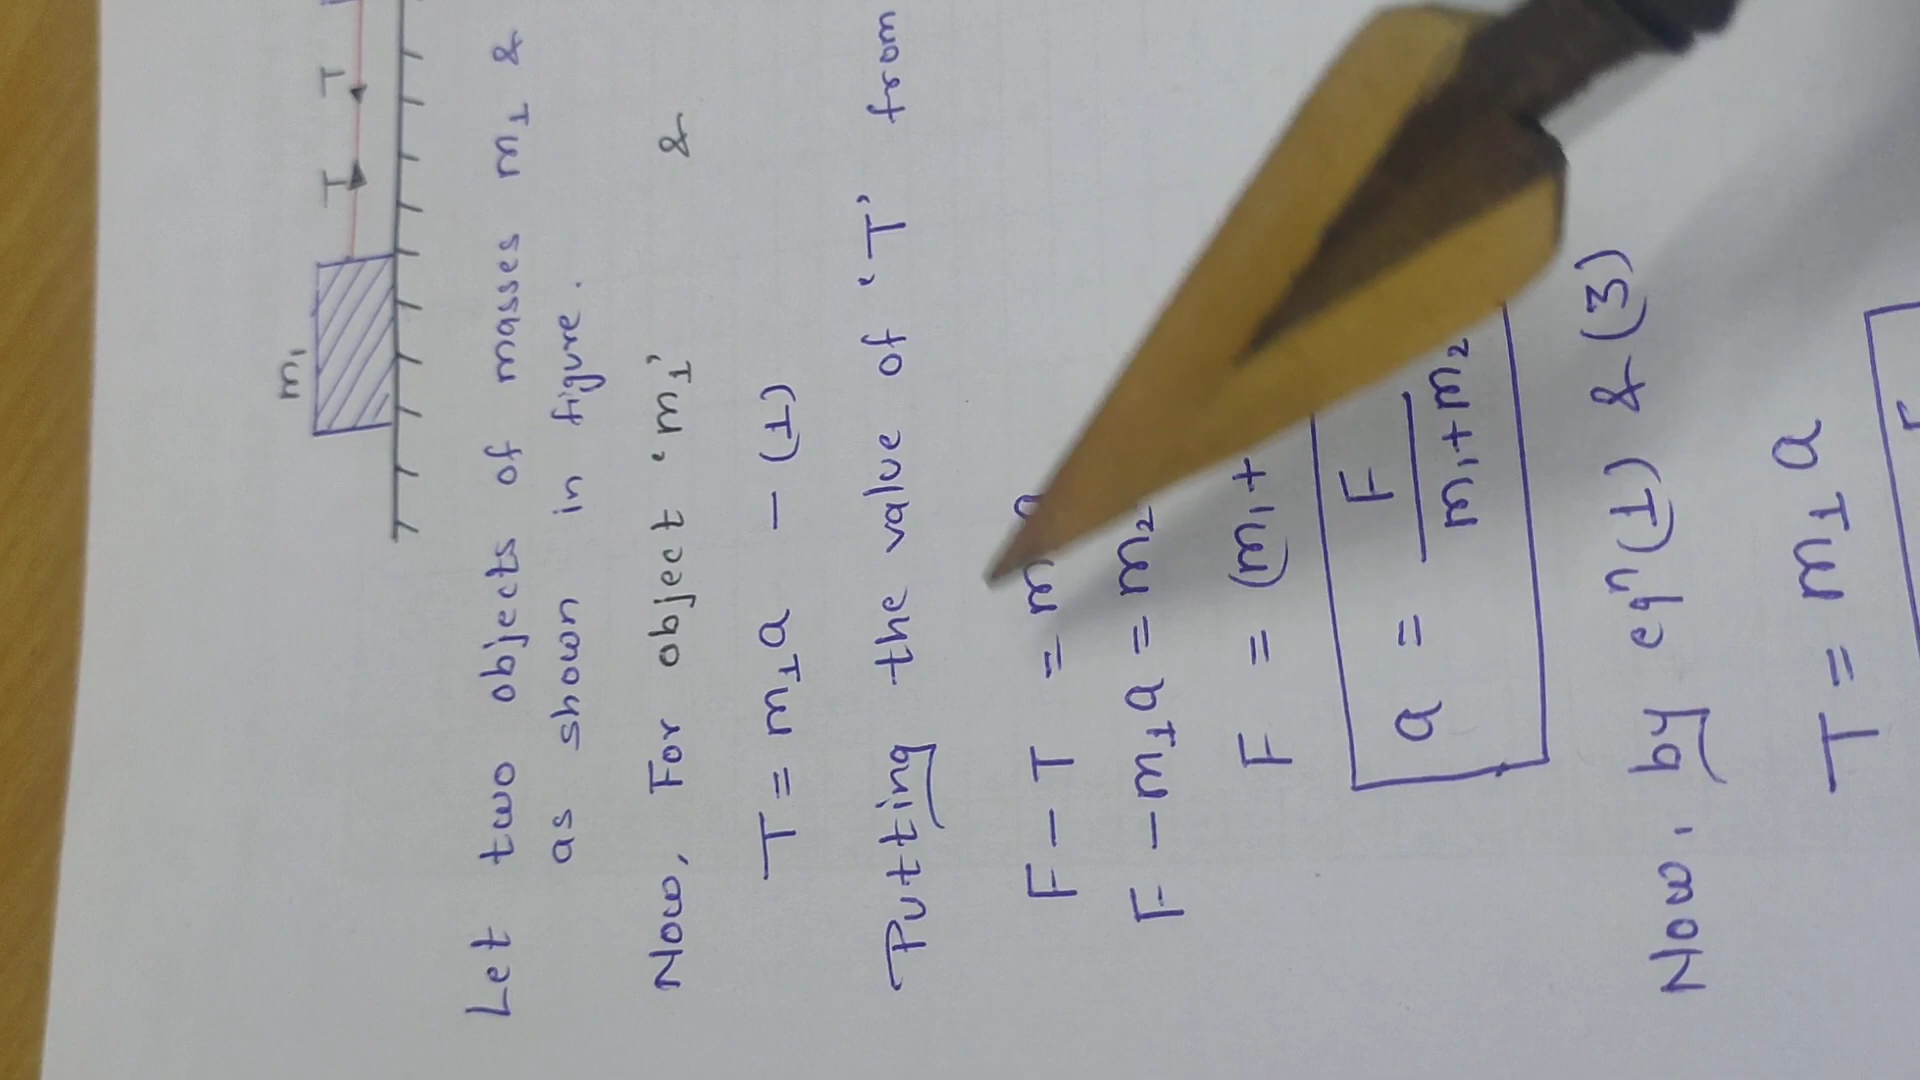 m₁
T T
Let two objects of masses m₁ &
as shown in figure.
Now, For object 'm₁' &
T = m₁a - (1)
Putting the value of 'T' from
F - T = m
F - m₁a = m₂
F = (m₁+
a = F / m₁+m₂
Now, by eqⁿ(1) & (3)
T = m₁a